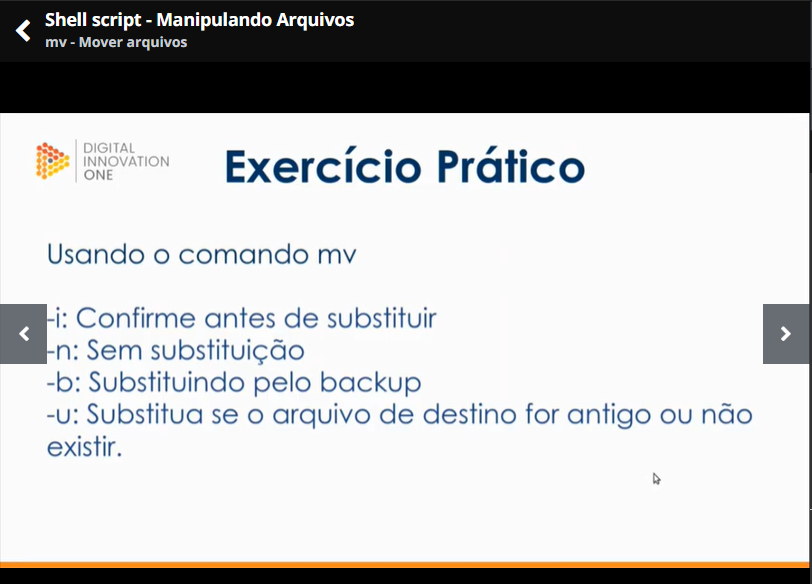 Shell script - Manipulando Arquivos
mv - Mover arquivos
DIGITAL
INNOVATION
ONE
Exercício Prático
Usando o comando mv
-i: Confirme antes de substituir
-n: Sem substituição
-b: Substituindo pelo backup
-u: Substitua se o arquivo de destino for antigo ou não
existir.